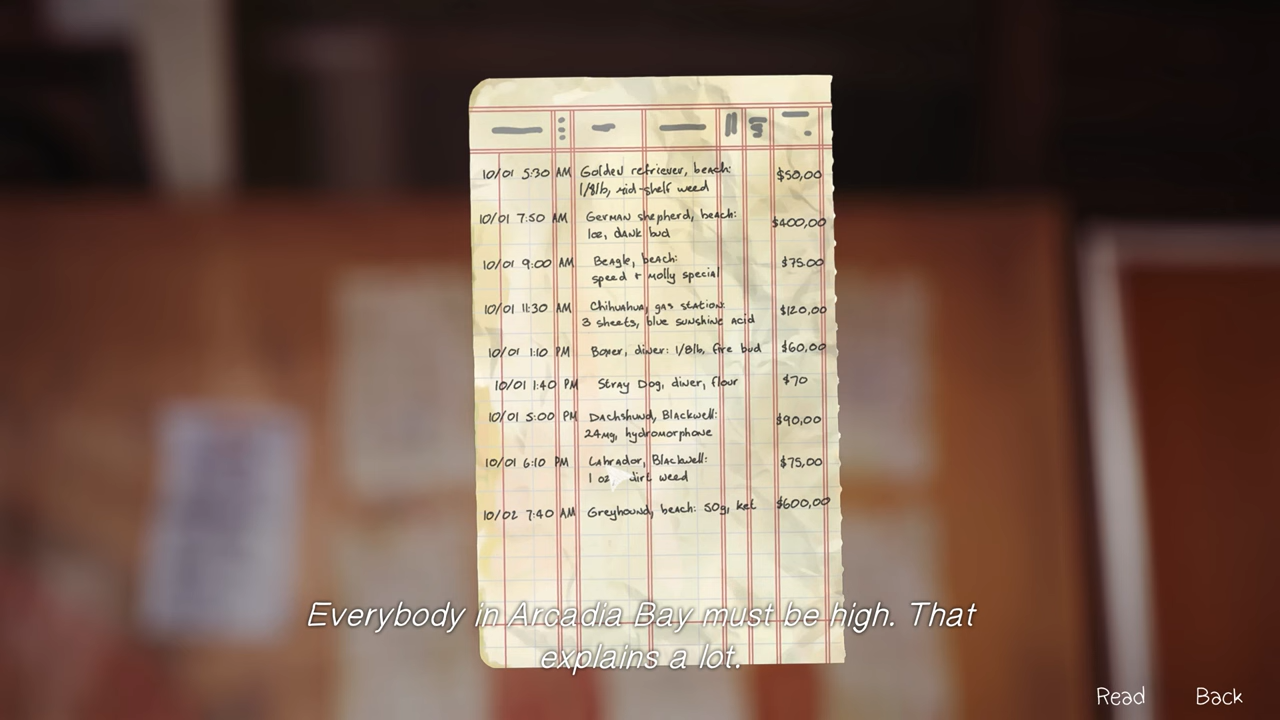 10/01 5:30 AM Golden retriever, beach: $50,00
1/8lb, mid-shelf weed
10/01 7:50 AM German shepherd, beach: $400,00
1oz, dank bud
10/01 9:00 AM Beagle, beach: $75.00
speed + Molly special
10/01 11:30 AM Chihuahua, gas station: $120,00
3 sheets, blue sunshine acid
10/01 1:10 PM Boxer, diner: 1/8lb, fire bud $60,00
10/01 1:40 PM Stray Dog, diner, flour $70
10/01 5:00 PM Dachshund, Blackwell: $90,00
24mg, hydromorphone
10/01 6:10 PM Labrador, Blackwell: $75,00
1 oz, dirt weed
10/02 7:40 AM Greyhound, beach: 50g, ket $600,00
Everybody in Arcadia Bay must be high. That
explains a lot.
Read Back